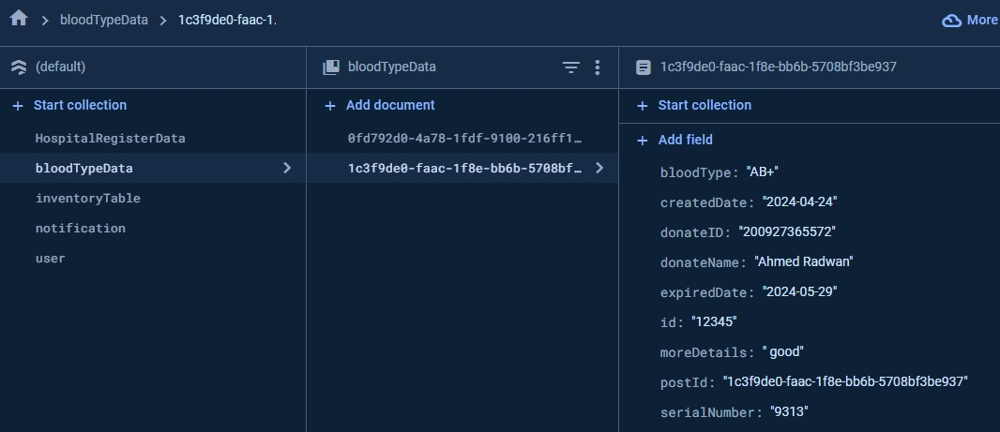 bloodTypeData 1c3f9de0-faac-1.
More
(default)
Start collection
HospitalRegisterData
bloodTypeData
inventoryTable
notification
user
bloodTypeData
Add document
0fd792d0-4a78-1fdf-9100-216ff1…
1c3f9de0-faac-1f8e-bb6b-5708bf…
1c3f9de0-faac-1f8e-bb6b-5708bf3be937
Start collection
Add field
bloodType: "AB+"
createdDate: "2024-04-24"
donateID: "200927365572"
donateName: "Ahmed Radwan"
expiredDate: "2024-05-29"
id: "12345"
moreDetails: " good"
postId: "1c3f9de0-faac-1f8e-bb6b-5708bf3be937"
serialNumber: "9313"